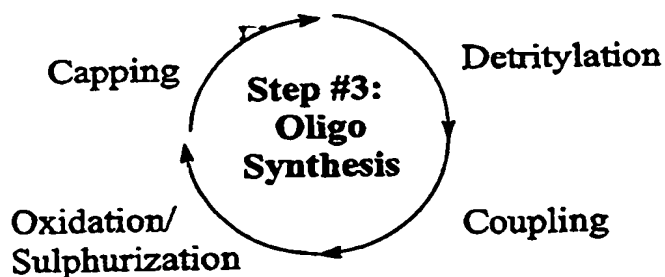 Capping
Detritylation
Step #3:
Oligo
Synthesis
Oxidation/
Sulphurization
Coupling